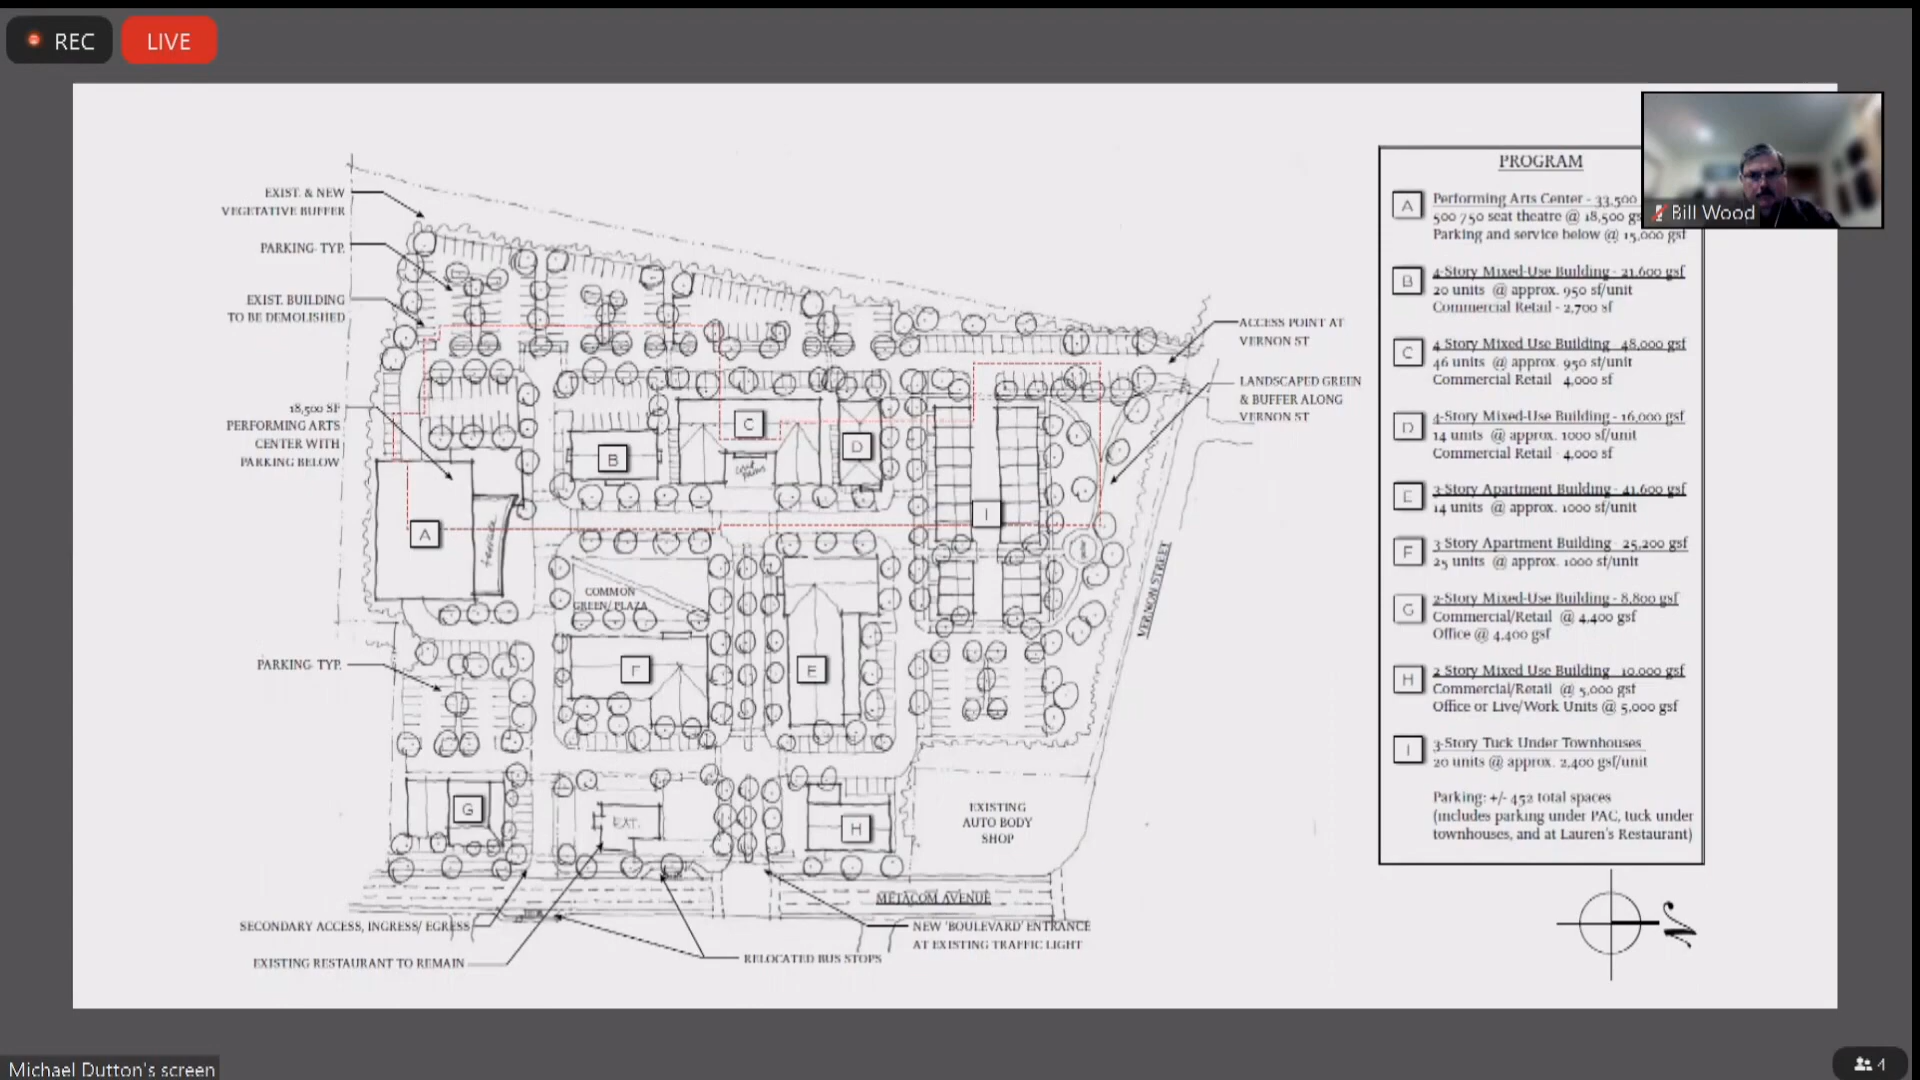 REC
LIVE
EXIST. & NEW
VEGETATIVE BUFFER
PARKING, TYP.
EXIST. BUILDING
TO BE DEMOLISHED
18,500 SF
PERFORMING ARTS
CENTER WITH
PARKING BELOW
PARKING, TYP.
SECONDARY ACCESS, INGRESS/ EGRESS
EXISTING RESTAURANT TO REMAIN
RELOCATED BUS STOPS
NEW 'BOULEVARD' ENTRANCE
AT EXISTING TRAFFIC LIGHT
METACOM AVENUE
ACCESS POINT AT
VERNON ST
LANDSCAPED GREEN
& BUFFER ALONG
VERNON ST
VERNON STREET
EXISTING
AUTO BODY
SHOP
COMMON
GREEN/ PLAZA
terrace
EXT.
A
B
C
D
E
F
G
H
I
PROGRAM
A
Performing Arts Center - 33,500
500 750 seat theatre @ 18,500 gs
Parking and service below @ 15,000 gsf
B
4-Story Mixed-Use Building - 21,600 gsf
20 units @ approx. 950 sf/unit
Commercial Retail - 2,700 sf
C
4 Story Mixed Use Building 48,000 gsf
46 units @ approx. 950 sf/unit
Commercial Retail 4,000 sf
D
4-Story Mixed-Use Building - 16,000 gsf
14 units @ approx. 1000 sf/unit
Commercial Retail - 4,000 sf
E
3-Story Apartment Building - 41,600 gsf
14 units @ approx. 1000 sf/unit
F
3 Story Apartment Building 25,200 gsf
25 units @ approx. 1000 sf/unit
G
2-Story Mixed-Use Building - 8,800 gsf
Commercial/Retail @ 4,400 gsf
Office @ 4,400 gsf
H
2 Story Mixed Use Building 10,000 gsf
Commercial/Retail @ 5,000 gsf
Office or Live/Work Units @ 5,000 gsf
I
3-Story Tuck Under Townhouses
20 units @ approx. 2,400 gsf/unit
Parking: +/- 452 total spaces
(includes parking under PAC, tuck under
townhouses, and at Lauren's Restaurant)
Bill Wood
Michael Dutton's screen
4